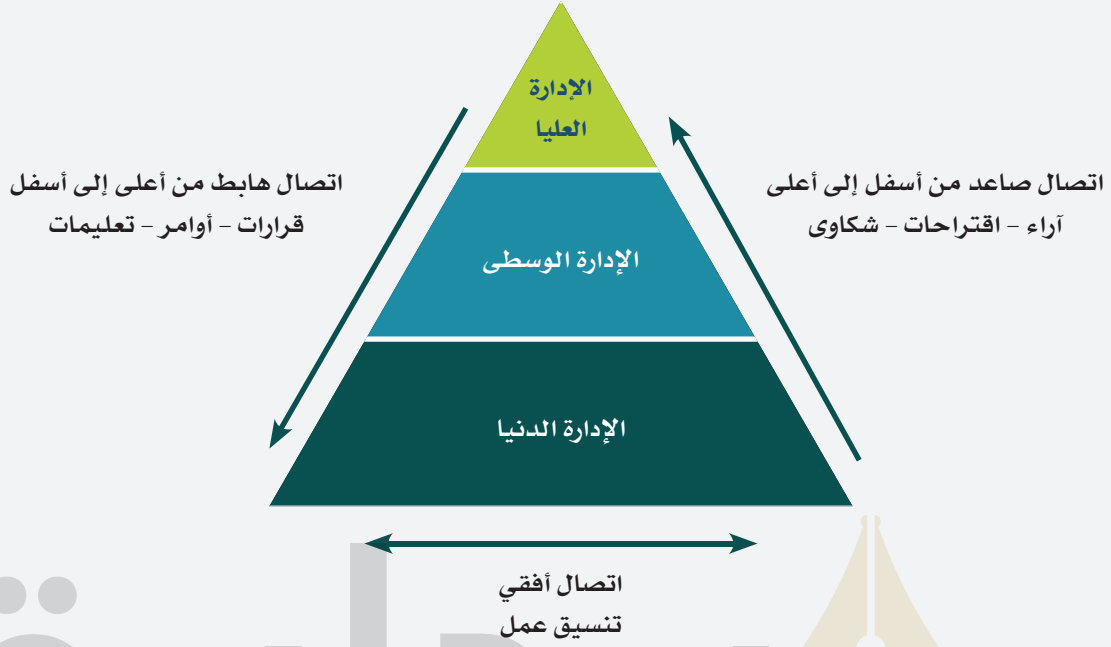 الإدارة
العليا
اتصال صاعد من أسفل إلى أعلى
آراء - اقتراحات - شكاوى
اتصال هابط من أعلى إلى أسفل
قرارات - أوامر - تعليمات
الإدارة الوسطى
الإدارة الدنيا
اتصال أفقي
تنسيق عمل